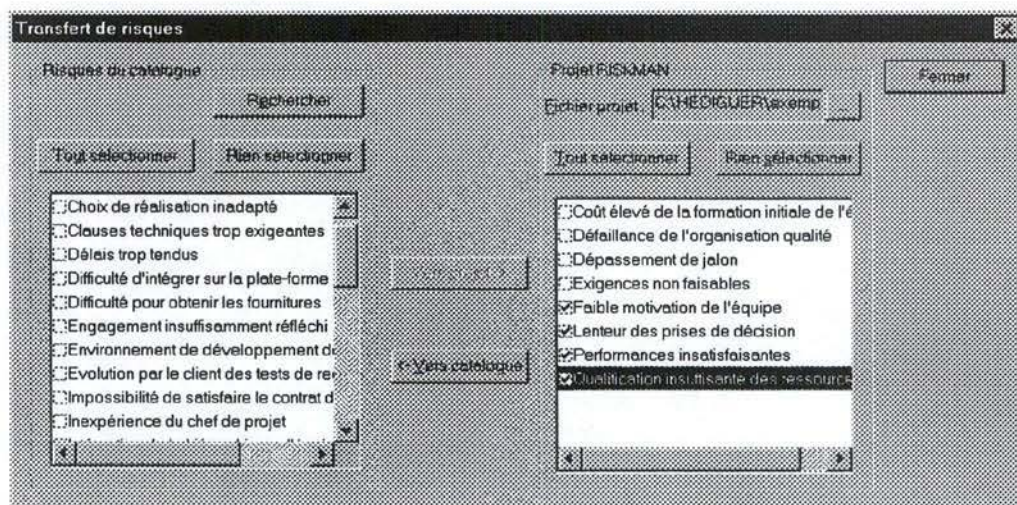 Transfert de risques
Risques du catalogue
Rechercher
Tout sélectionner
Rien sélectionner
Choix de réalisation inadapté
Clauses techniques trop exigeantes
Délais trop tendus
Difficulté d'intégrer sur la plate-forme
Difficulté pour obtenir les fournitures
Engagement insuffisamment réfléchi
Environnement de développement de
Evolution par le client des tests de re
Impossibilité de satisfaire le contrat d
Inexpérience du chef de projet
<-Vers catalogue
Projet RISKMAN
Fichier projet : C:\HEDIGUER\exemp ...
Tout sélectionner
Rien sélectionner
Coût élevé de la formation initiale de l'é
Défaillance de l'organisation qualité
Dépassement de jalon
Exigences non faisables
Faible motivation de l'équipe
Lenteur des prises de décision
Performances insatisfaisantes
Qualification insuffisante des ressource
Fermer